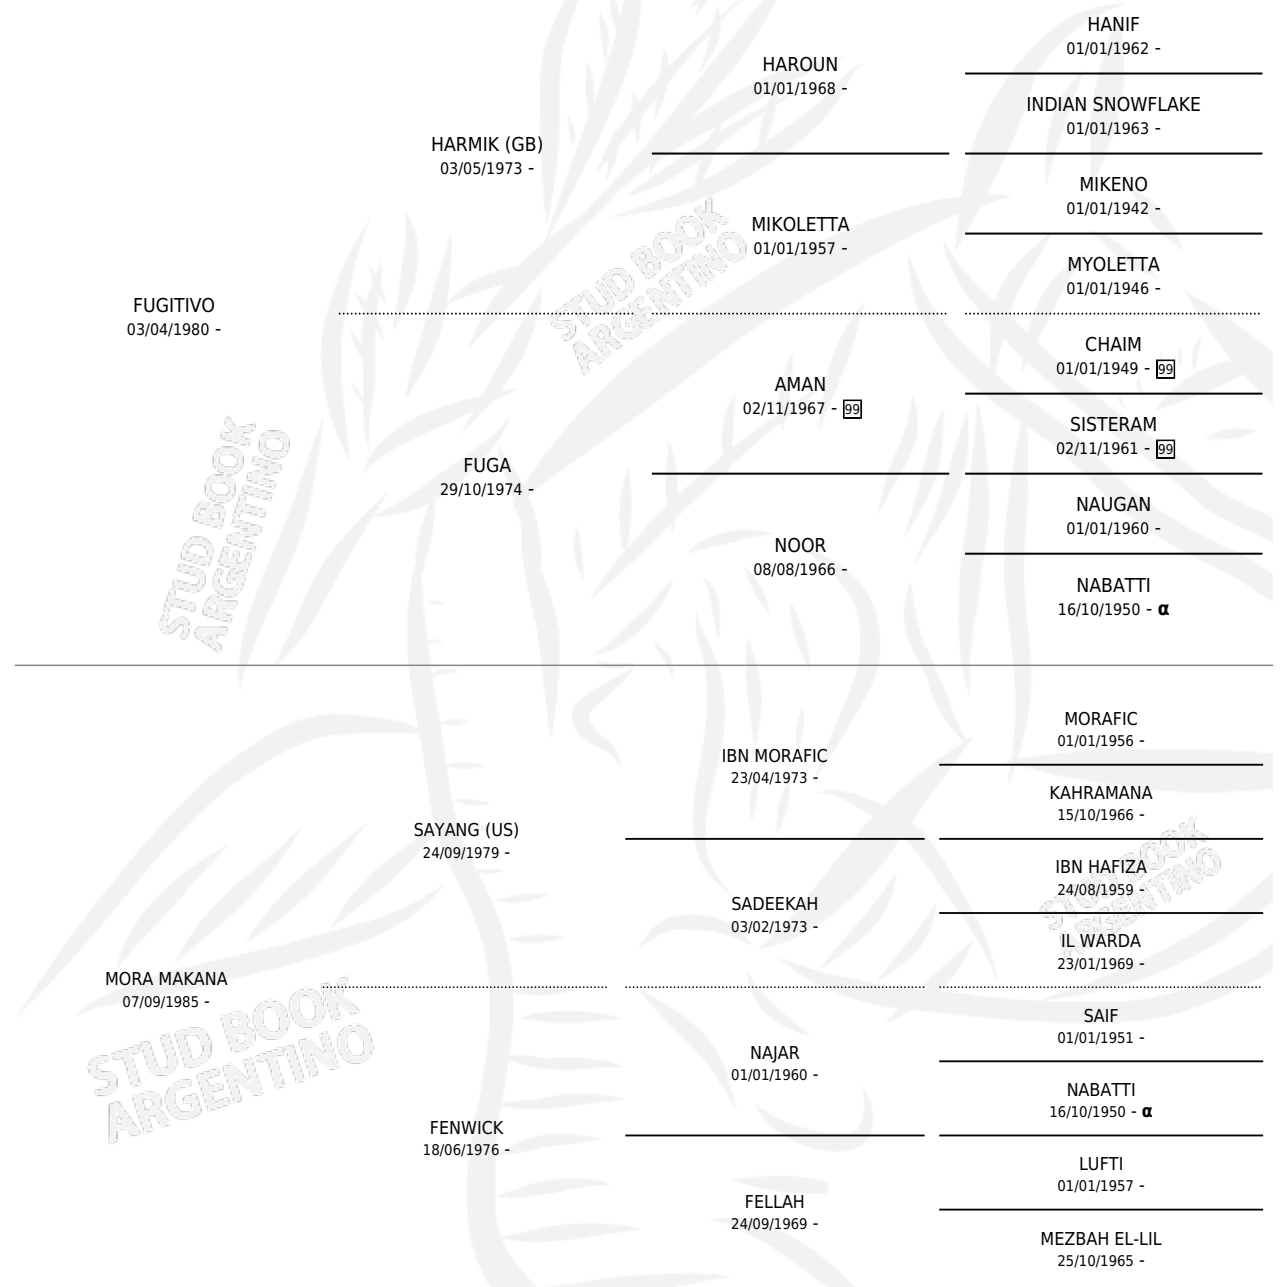 HANIF
01/01/1962 -
HAROUN
01/01/1968 -
INDIAN SNOWFLAKE
01/01/1963 -
HARMIK (GB)
03/05/1973 -
MIKENO
01/01/1942 -
MIKOLETTA
01/01/1957 -
MYOLETTA
01/01/1946 -
FUGITIVO
03/04/1980 -
CHAIM
01/01/1949 - 99
AMAN
02/11/1967 - 99
SISTERAM
02/11/1961 - 99
FUGA
29/10/1974 -
NAUGAN
01/01/1960 -
NOOR
08/08/1966 -
NABATTI
16/10/1950 - α
MORAFIC
01/01/1956 -
IBN MORAFIC
23/04/1973 -
KAHRAMANA
15/10/1966 -
SAYANG (US)
24/09/1979 -
IBN HAFIZA
24/08/1959 -
SADEEKAH
03/02/1973 -
IL WARDA
23/01/1969 -
MORA MAKANA
07/09/1985 -
SAIF
01/01/1951 -
NAJAR
01/01/1960 -
NABATTI
16/10/1950 - α
FENWICK
18/06/1976 -
LUFTI
01/01/1957 -
FELLAH
24/09/1969 -
MEZBAH EL-LIL
25/10/1965 -
STUD BOOK
ARGENTINO
STUD BOOK
ARGENTINO
STUD BOOK
ARGENTINO
STUD BOOK
ARGENTINO